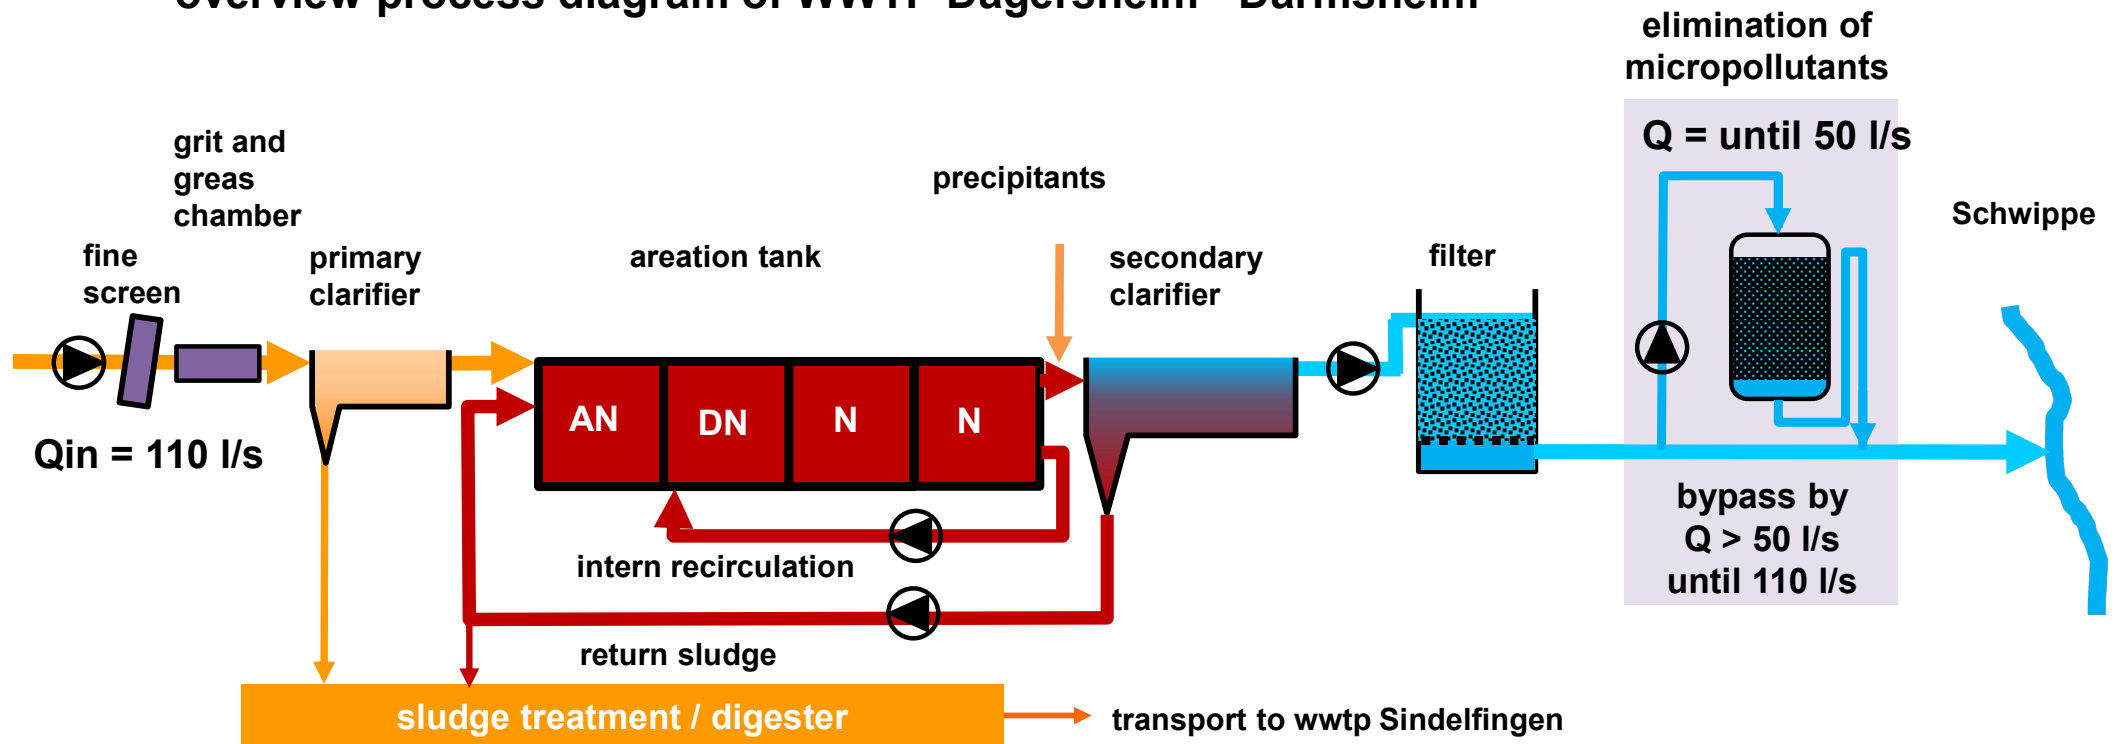 elimination of
micropollutants
Q = until 50 l/s
grit and
greas
chamber
precipitants
Schwippe
fine
screen
primary
clarifier
areation tank
secondary
clarifier
filter
AN
DN
N
N
Qin = 110 l/s
bypass by
Q > 50 l/s
until 110 l/s
intern recirculation
return sludge
sludge treatment / digester
transport to wwtp Sindelfingen